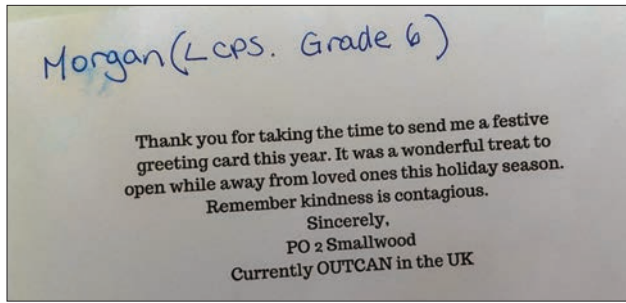 Morgan (LCPS. Grade 6)
Thank you for taking the time to send me a festive
greeting card this year. It was a wonderful treat to
open while away from loved ones this holiday season.
Remember kindness is contagious.
Sincerely,
PO 2 Smallwood
Currently OUTCAN in the UK